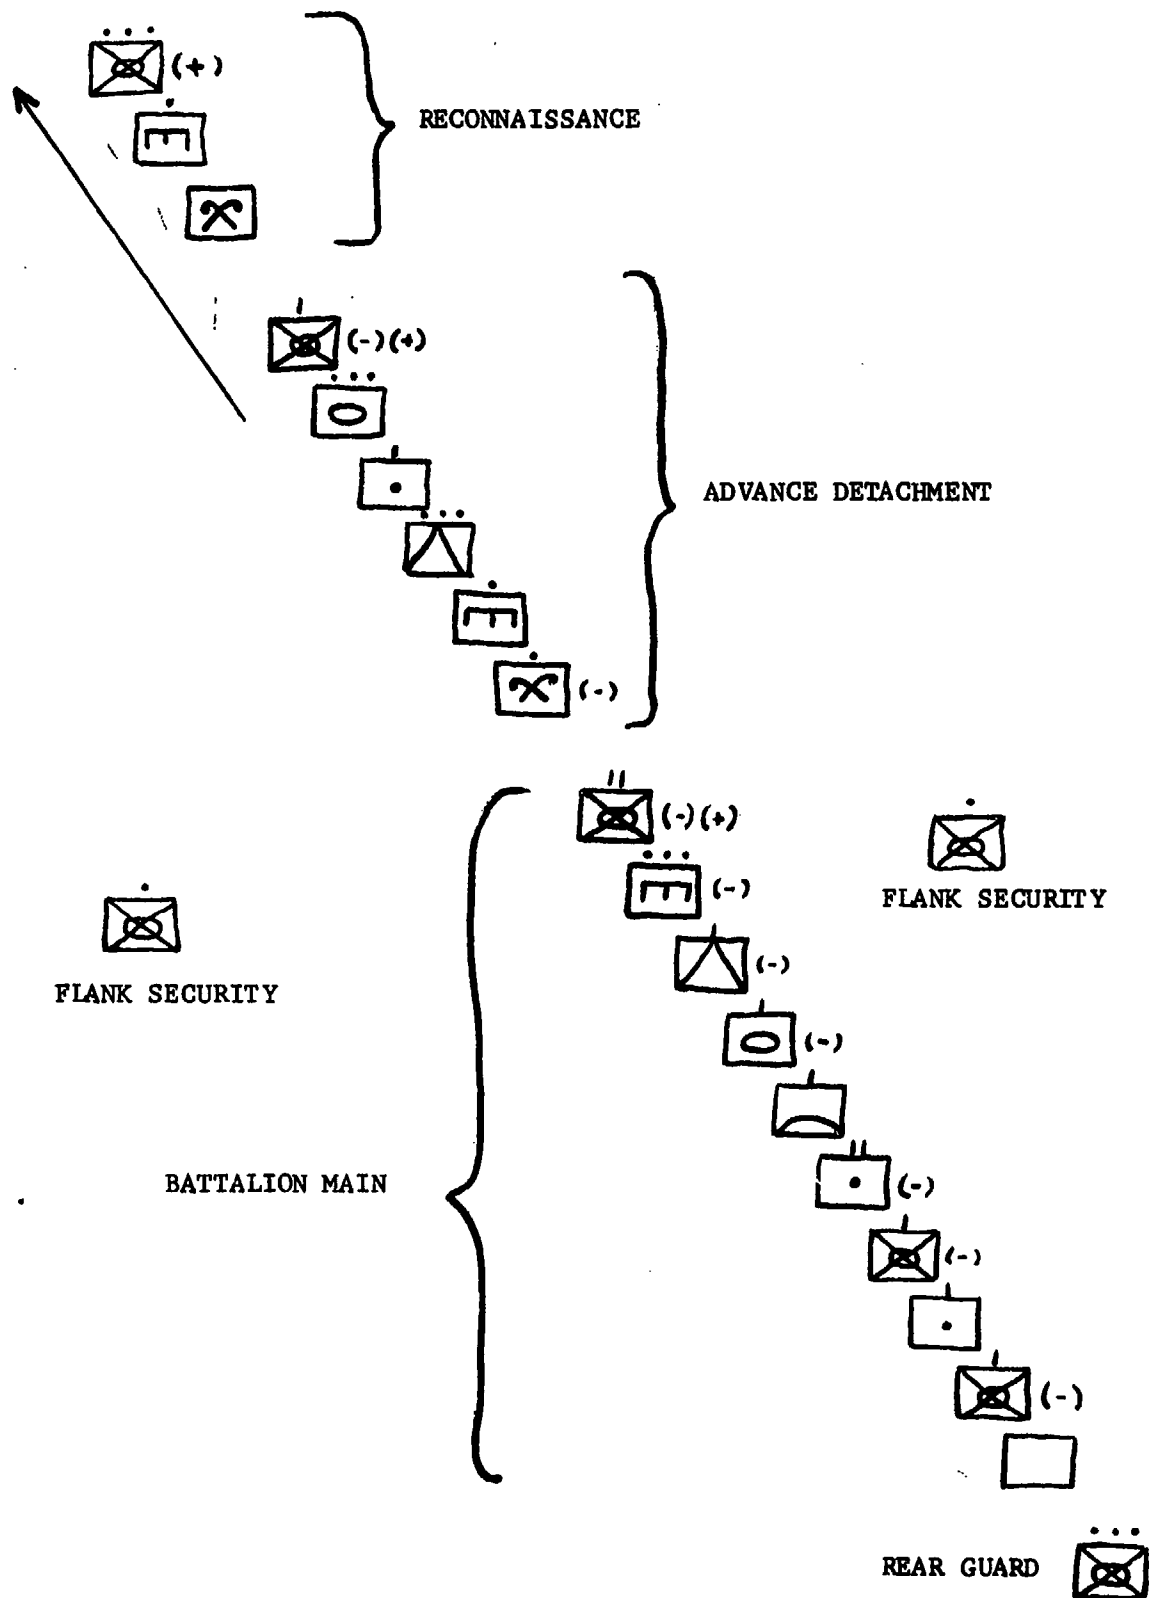 (+)
RECONNAISSANCE
(-)(+)
ADVANCE DETACHMENT
(-)
(-)(+)
(-)
FLANK SECURITY
(-)
FLANK SECURITY
(-)
BATTALION MAIN
(-)
(-)
(-)
REAR GUARD